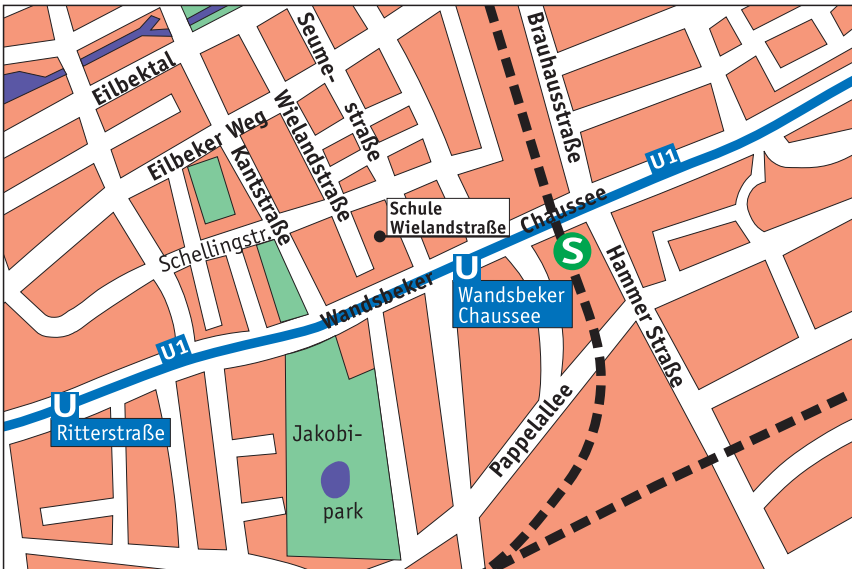 Eilbektal
Seume-
straße
Brauhausstraße
Eilbeker Weg
Wielandstraße
Kantstraße
U1
Schule
Wielandstraße
Chaussee
Schellingstr.
S
Hammer Straße
U
Wandsbeker
Chaussee
Wandsbeker
U1
U
Ritterstraße
Pappelallee
Jakobi-
park